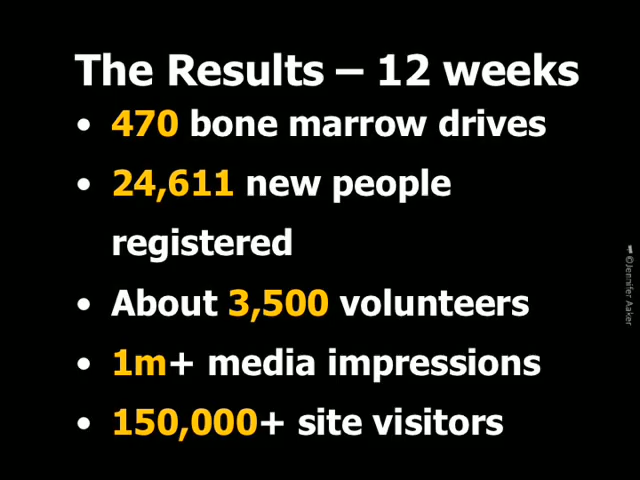 The Results – 12 weeks
• 470 bone marrow drives
• 24,611 new people
registered
• About 3,500 volunteers
• 1m+ media impressions
• 150,000+ site visitors
©Jennifer Aaker